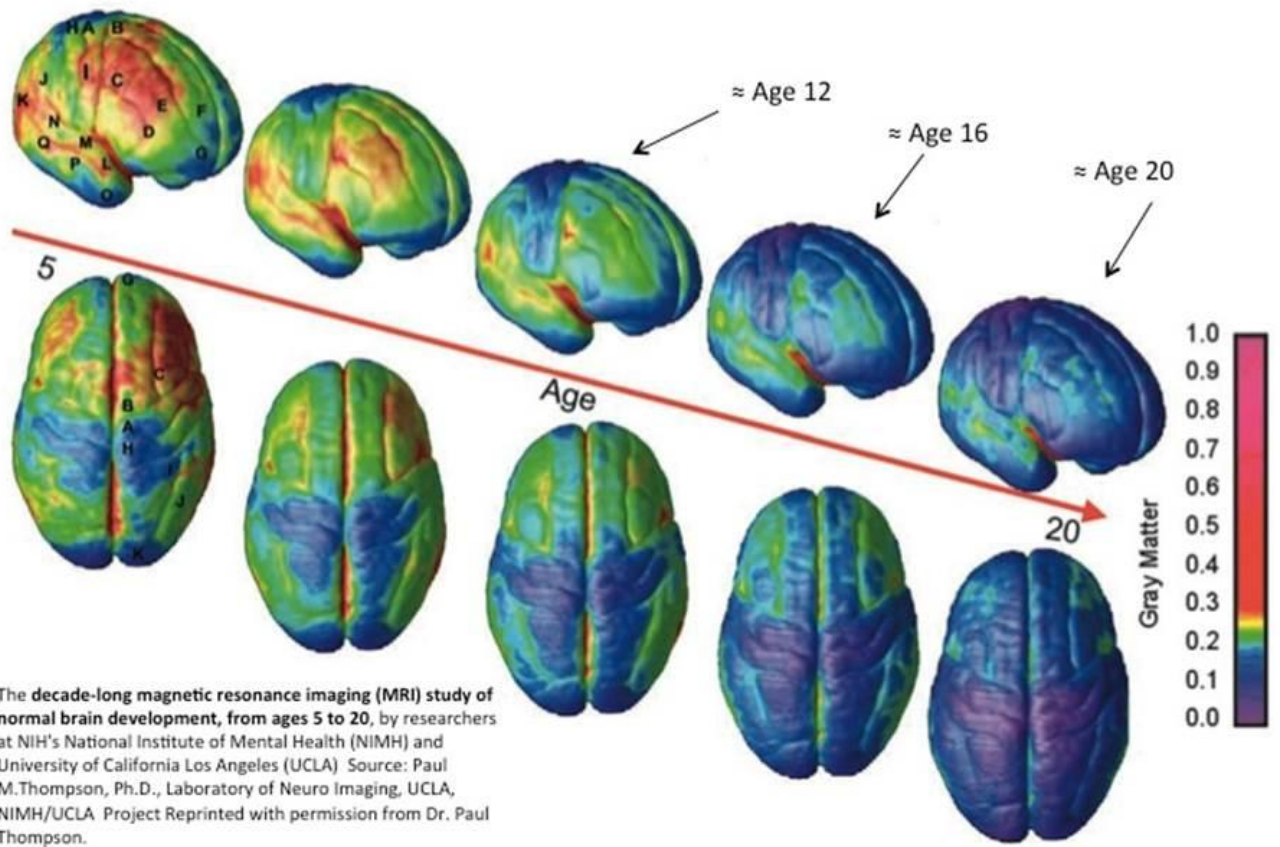 H A B
I
J C
K E F
N D
Q M G
P L
O
≈ Age 12
≈ Age 16
≈ Age 20
5
Age
20
G
C
B
A
H
I
J
K
Gray Matter
1.0
0.9
0.8
0.7
0.6
0.5
0.4
0.3
0.2
0.1
0.0
The decade-long magnetic resonance imaging (MRI) study of
normal brain development, from ages 5 to 20, by researchers
at NIH's National Institute of Mental Health (NIMH) and
University of California Los Angeles (UCLA) Source: Paul
M.Thompson, Ph.D., Laboratory of Neuro Imaging, UCLA,
NIMH/UCLA Project Reprinted with permission from Dr. Paul
Thompson.